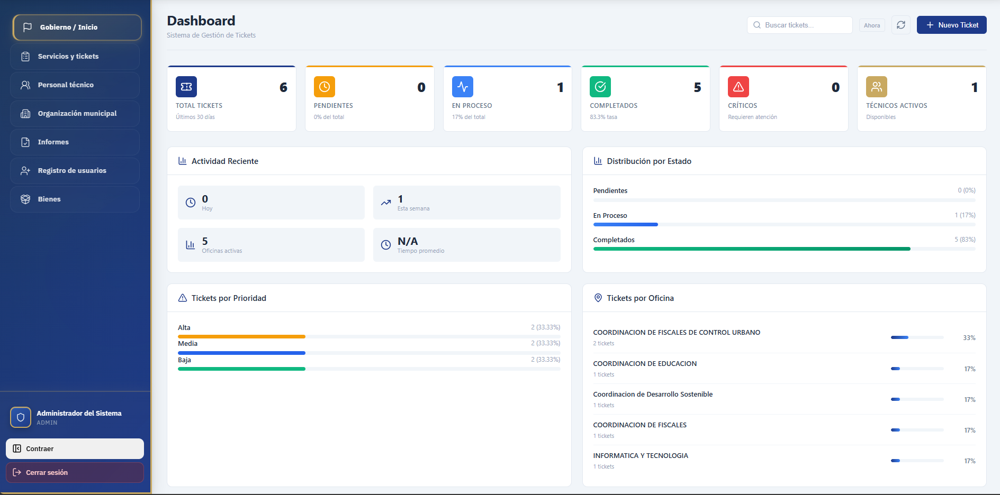 Gobierno / Inicio
Servicios y tickets
Personal técnico
Organización municipal
Informes
Registro de usuarios
Bienes
Administrador del Sistema
ADMIN
Contraer
Cerrar sesión
Dashboard
Sistema de Gestión de Tickets
Buscar tickets...
Ahora
Nuevo Ticket
6
TOTAL TICKETS
Últimos 30 días
0
PENDIENTES
0% del total
1
EN PROCESO
17% del total
5
COMPLETADOS
83.3% tasa
0
CRÍTICOS
Requieren atención
1
TÉCNICOS ACTIVOS
Disponibles
Actividad Reciente
0
Hoy
1
Esta semana
5
Oficinas activas
N/A
Tiempo promedio
Distribución por Estado
Pendientes 0 (0%)
En Proceso 1 (17%)
Completados 5 (83%)
Tickets por Prioridad
Alta 2 (33.33%)
Media 2 (33.33%)
Baja 2 (33.33%)
Tickets por Oficina
COORDINACION DE FISCALES DE CONTROL URBANO
2 tickets
33%
COORDINACION DE EDUCACION
1 tickets
17%
Coordinacion de Desarrollo Sostenible
1 tickets
17%
COORDINACION DE FISCALES
1 tickets
17%
INFORMATICA Y TECNOLOGIA
1 tickets
17%